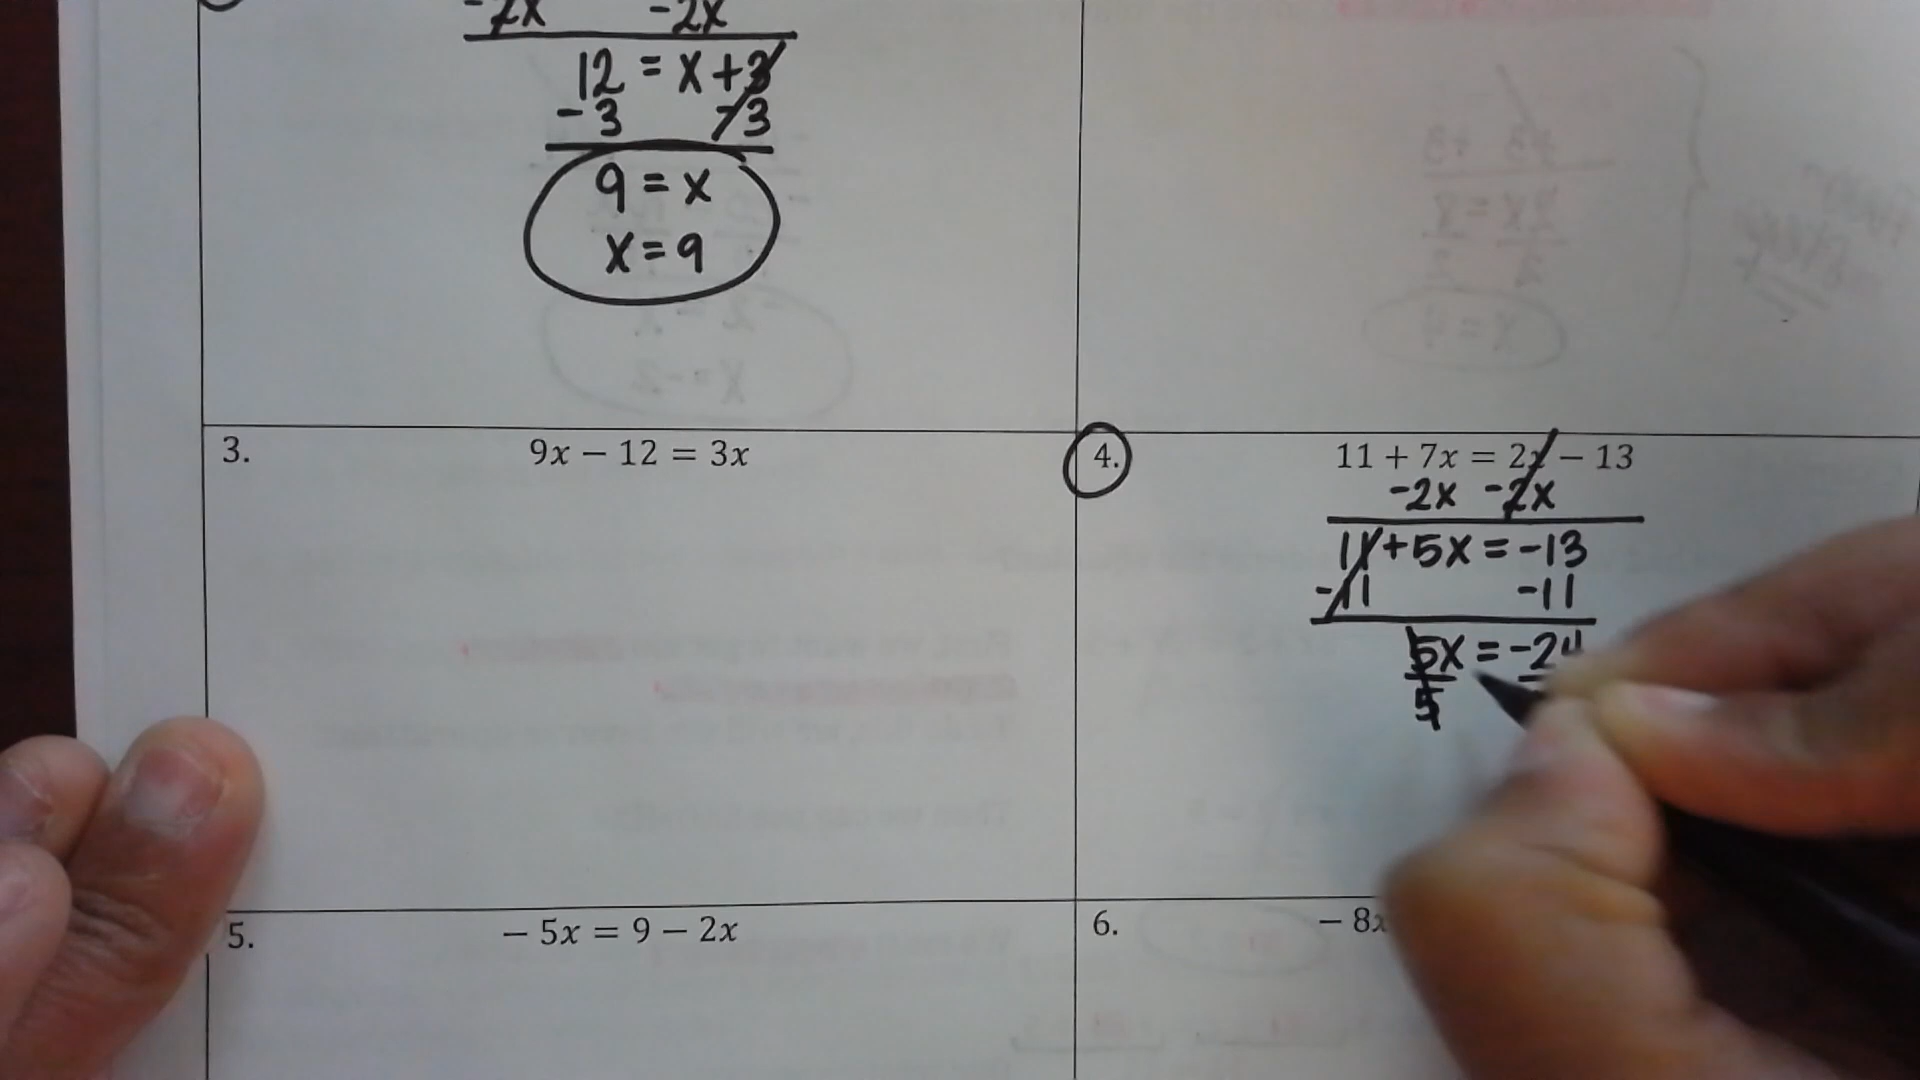 -2x -2x
12 = x + 3
-3 -3
9 = x
x = 9
3. 9x − 12 = 3x
4. 11 + 7x = 2x − 13
-2x -2x
11 + 5x = -13
-11 -11
5x = -24
5
5. − 5x = 9 − 2x
6. − 8x